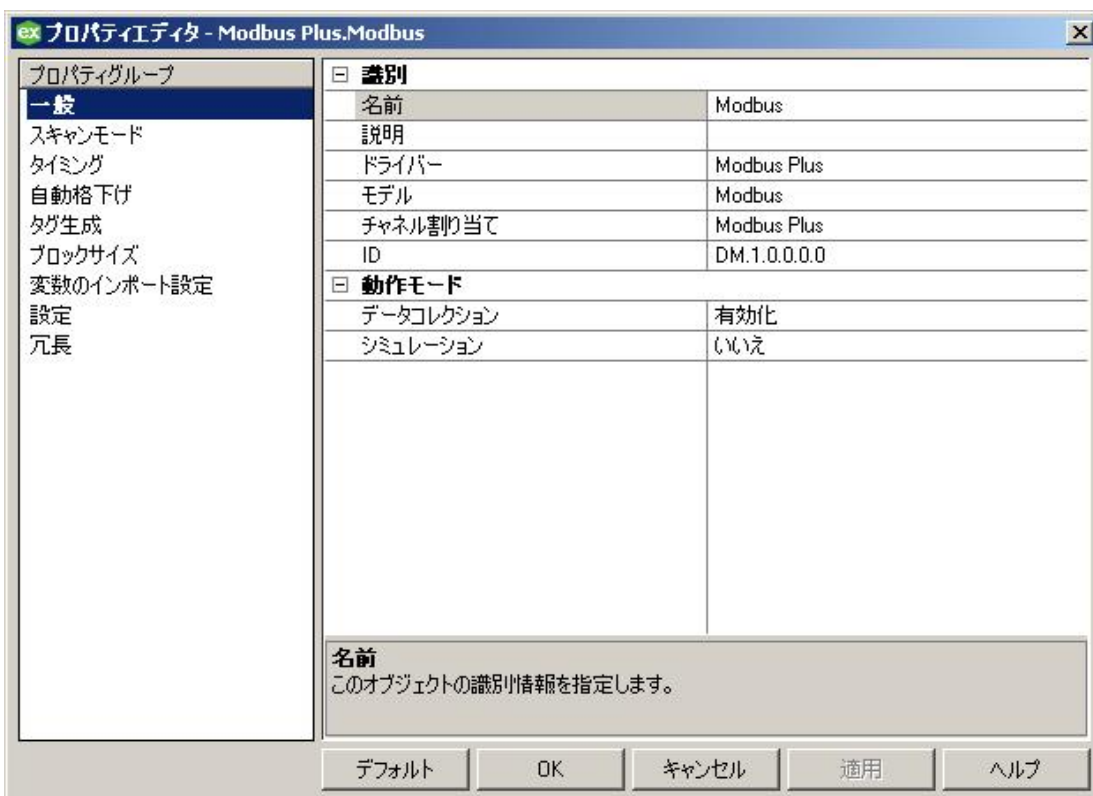 ex プロパティエディタ - Modbus Plus.Modbus
プロパティグループ
一般
スキャンモード
タイミング
自動格下げ
タグ生成
ブロックサイズ
変数のインポート設定
設定
冗長
識別
名前 Modbus
説明
ドライバー Modbus Plus
モデル Modbus
チャネル割り当て Modbus Plus
ID DM.1.0.0.0.0
動作モード
データコレクション 有効化
シミュレーション いいえ
名前
このオブジェクトの識別情報を指定します。
デフォルト OK キャンセル 適用 ヘルプ